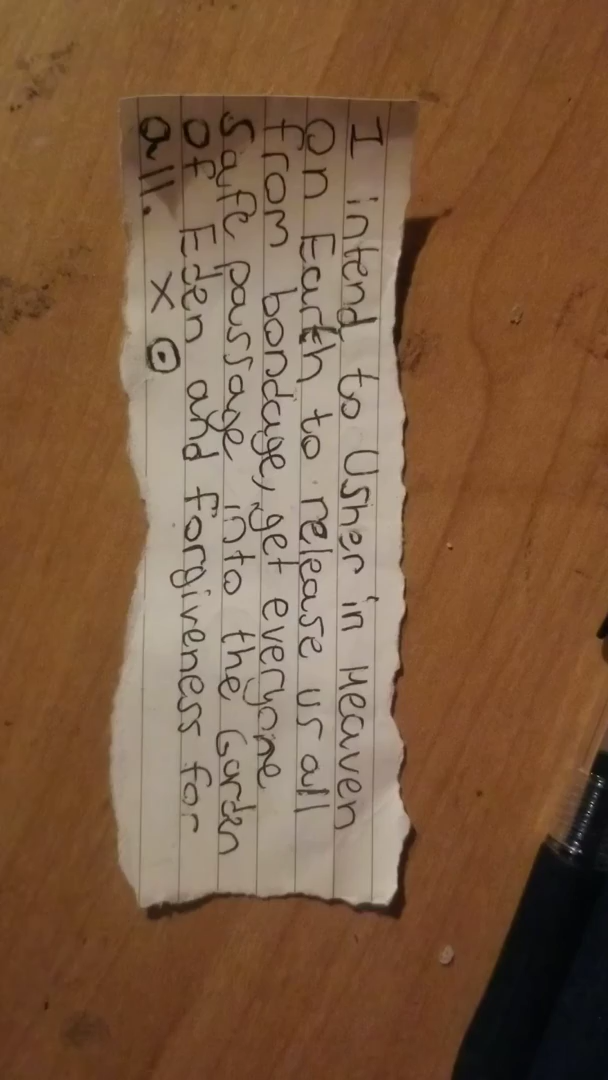 I intend to Usher in Heaven
On Earth to release us all
from bondage, get everyone
safe passage into the Garden
Of Eden and forgiveness for
all. x ⊙